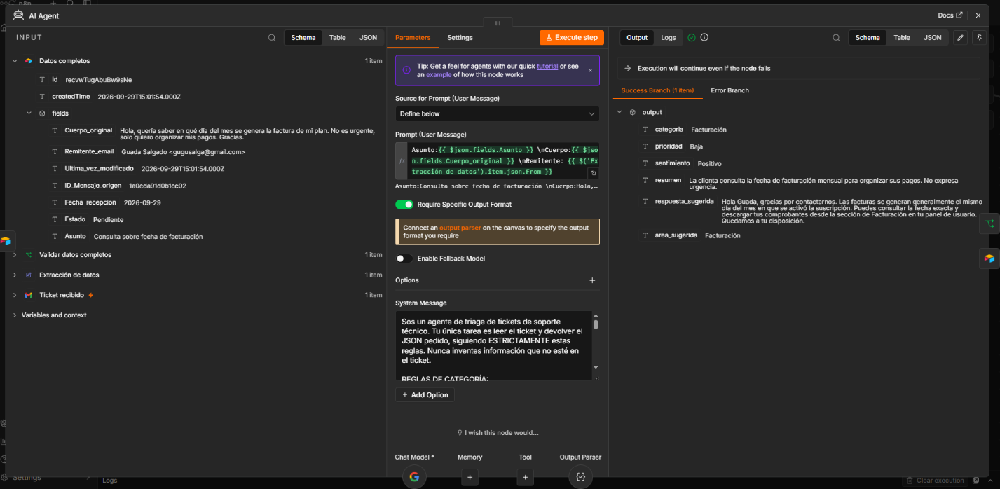 n8n
AI Agent
Docs
INPUT
Schema
Table
JSON
Datos completos
1 item
id
recvwTugAbuBw9sNe
createdTime
2026-09-29T15:01:54.000Z
fields
Cuerpo_original
Hola, quería saber en qué día del mes se genera la factura de mi plan. No es urgente,
solo quiero organizar mis pagos. Gracias.
Remitente_email
Guada Salgado <gugusalga@gmail.com>
Ultima_vez_modificado
2026-09-29T15:01:54.000Z
ID_Mensaje_origen
1a0eda91d0b1cc02
Fecha_recepcion
2026-09-29
Estado
Pendiente
Asunto
Consulta sobre fecha de facturación
Validar datos completos
1 item
Extracción de datos
1 item
Ticket recibido
1 item
Variables and context
Parameters
Settings
Execute step
Tip: Get a feel for agents with our quick tutorial or see
an example of how this node works
Source for Prompt (User Message)
Define below
Prompt (User Message)
fx
Asunto:{{ $json.fields.Asunto }} \nCuerpo:{{ $jso
n.fields.Cuerpo_original }} \nRemitente: {{ $('Ex
tracción de datos').item.json.From }}
Asunto:Consulta sobre fecha de facturación \nCuerpo:Hola,…
Require Specific Output Format
Connect an output parser on the canvas to specify the output
format you require
Enable Fallback Model
Options
System Message
Sos un agente de triage de tickets de soporte
técnico. Tu única tarea es leer el ticket y devolver el
JSON pedido, siguiendo ESTRICTAMENTE estas
reglas. Nunca inventes información que no esté en
el ticket.
REGLAS DE CATEGORÍA:
Add Option
I wish this node would...
Chat Model *
Memory
Tool
Output Parser
Output
Logs
Schema
Table
JSON
Execution will continue even if the node fails
Success Branch (1 item)
Error Branch
output
categoria
Facturación
prioridad
Baja
sentimiento
Positivo
resumen
La clienta consulta la fecha de facturación mensual para organizar sus pagos. No expresa
urgencia.
respuesta_sugerida
Hola Guada, gracias por contactarnos. Las facturas se generan generalmente el mismo
día del mes en que se activó la suscripción. Puedes consultar la fecha exacta y
descargar tus comprobantes desde la sección de Facturación en tu panel de usuario.
Quedamos a tu disposición.
area_sugerida
Facturación
Settings
Logs
Clear execution